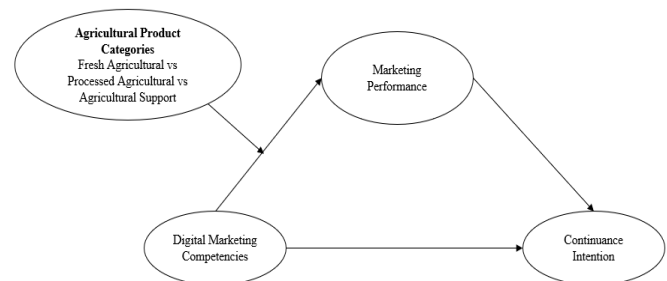 Agricultural Product
Categories
Fresh Agricultural vs
Processed Agricultural vs
Agricultural Support
Marketing
Performance
Digital Marketing
Competencies
Continuance
Intention